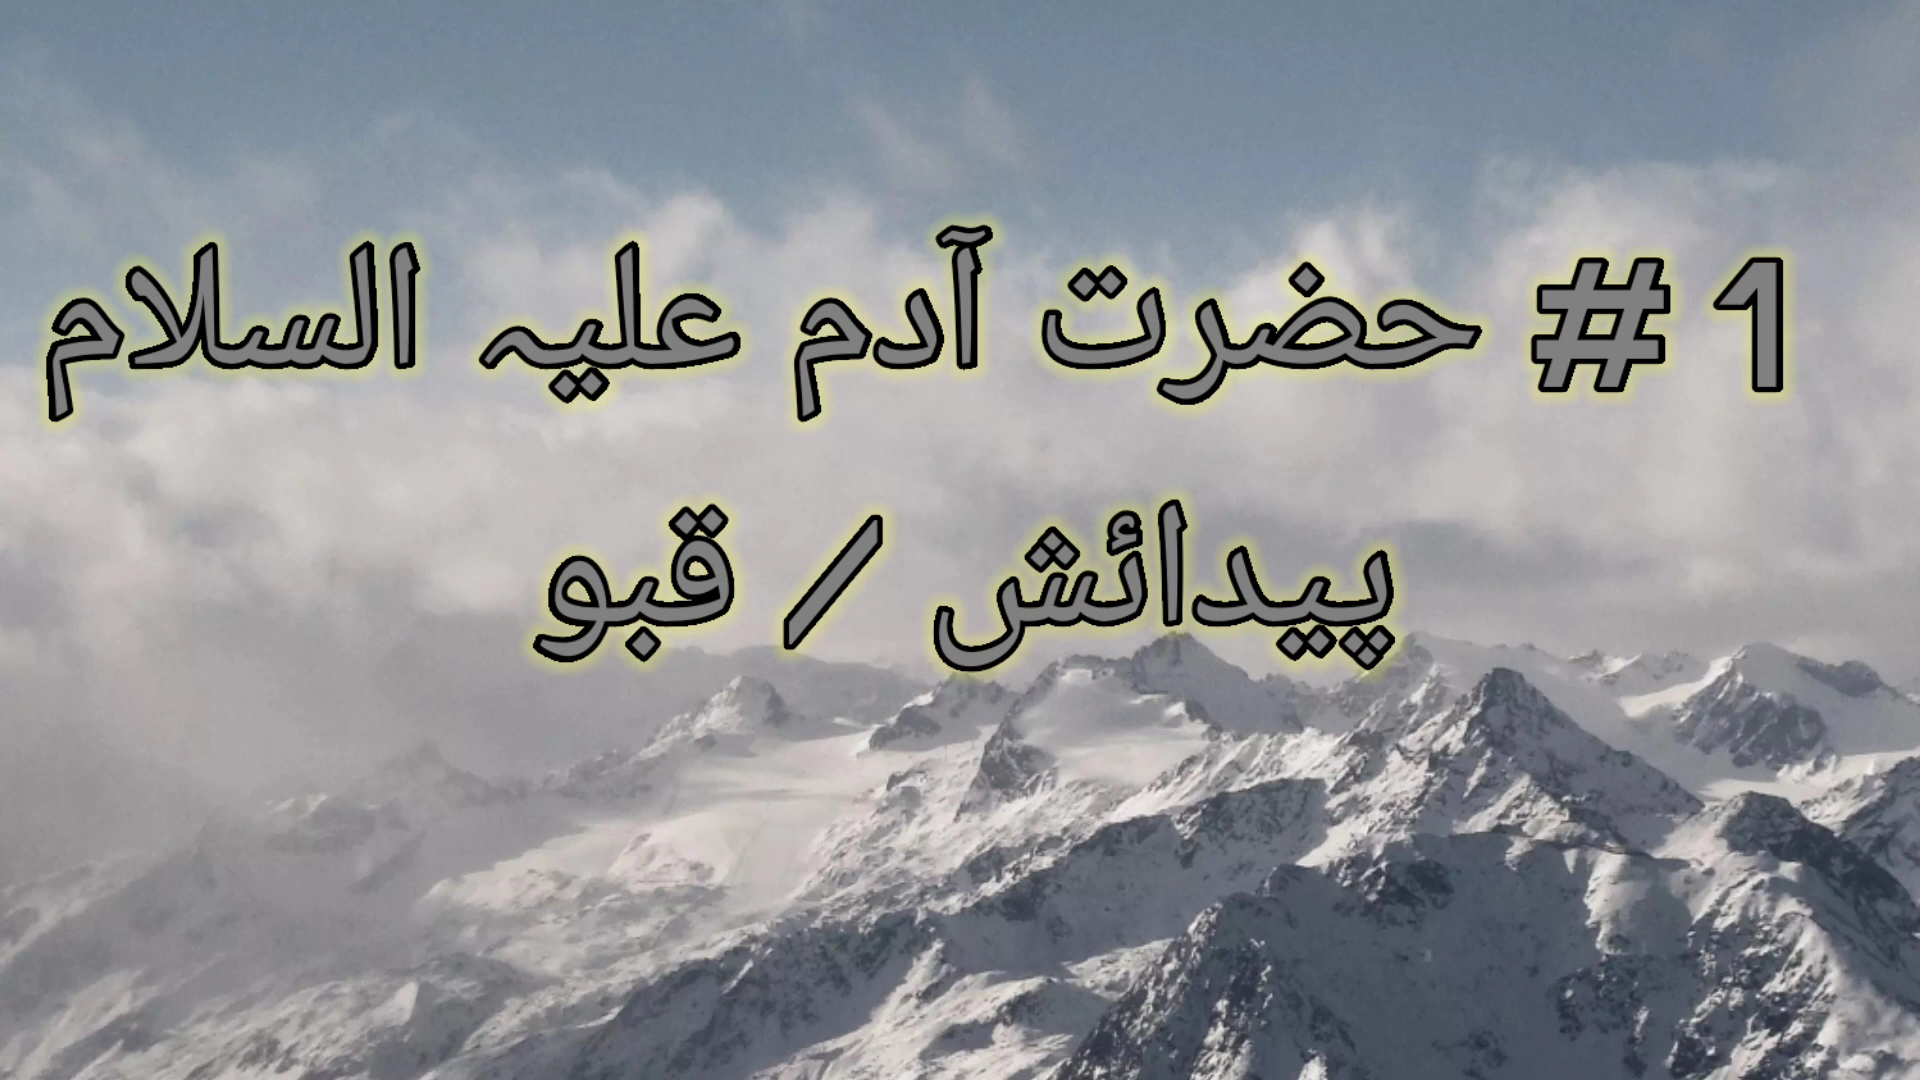 1 # حضرت آدم علیہ السلام
پیدائش / قبو